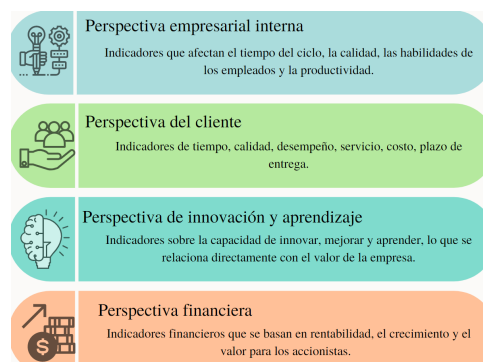 Perspectiva empresarial interna
Indicadores que afectan el tiempo del ciclo, la calidad, las habilidades de
los empleados y la productividad.
Perspectiva del cliente
Indicadores de tiempo, calidad, desempeño, servicio, costo, plazo de
entrega.
Perspectiva de innovación y aprendizaje
Indicadores sobre la capacidad de innovar, mejorar y aprender, lo que se
relaciona directamente con el valor de la empresa.
Perspectiva financiera
Indicadores financieros que se basan en rentabilidad, el crecimiento y el
valor para los accionistas.